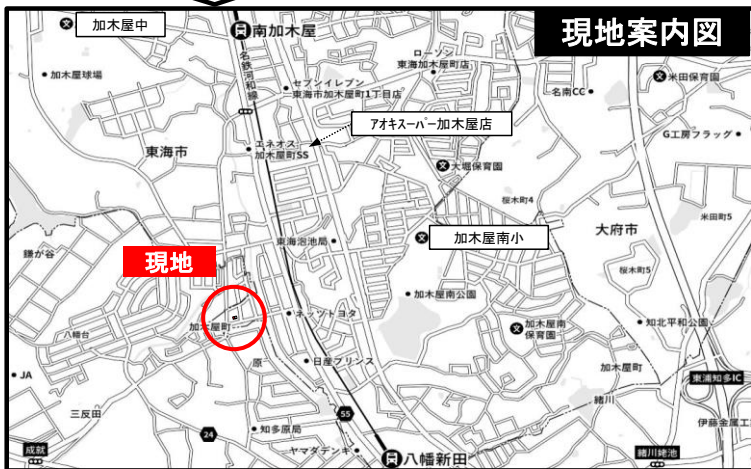 現地案内図
加木屋中
南加木屋
ローソン
東海加木屋町店
米田保育園
加木屋球場
名鉄河和線
セブンイレブン
東海市加木屋町1丁目店
名南CC
アオキスーパー加木屋店
G工房フラッグ
東海市
エネオス
加木屋町SS
大堀保育園
桜木町4
米田町5
大府市
加木屋南小
鎌が谷
東海泡池局
現地
桜木町5
加木屋南公園
八幡台
加木屋町
ネッツトヨタ
加木屋南
保育園
知北平和公園
原
日産プリンス
加木屋町
JA
東浦知多IC
三反田
緒川
55
知多原局
24
伊藤金属工
成就
ヤマダデンキ
八幡新田
緒川姥池